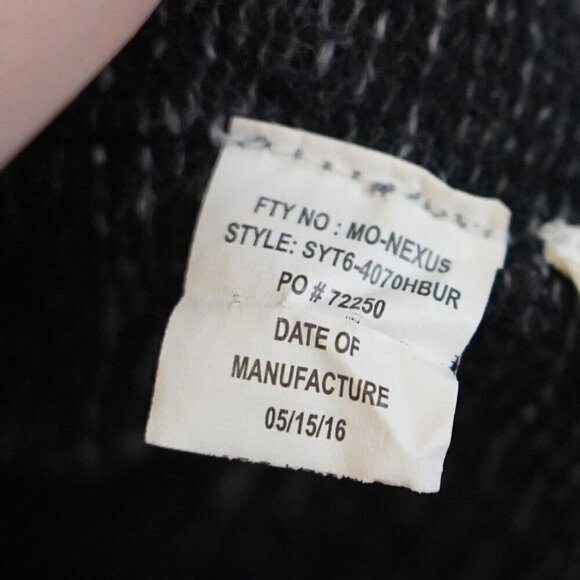 FTY NO : MO-NEXUS
STYLE: SYT6-4070HBUR
PO # 72250
DATE OF
MANUFACTURE
05/15/16